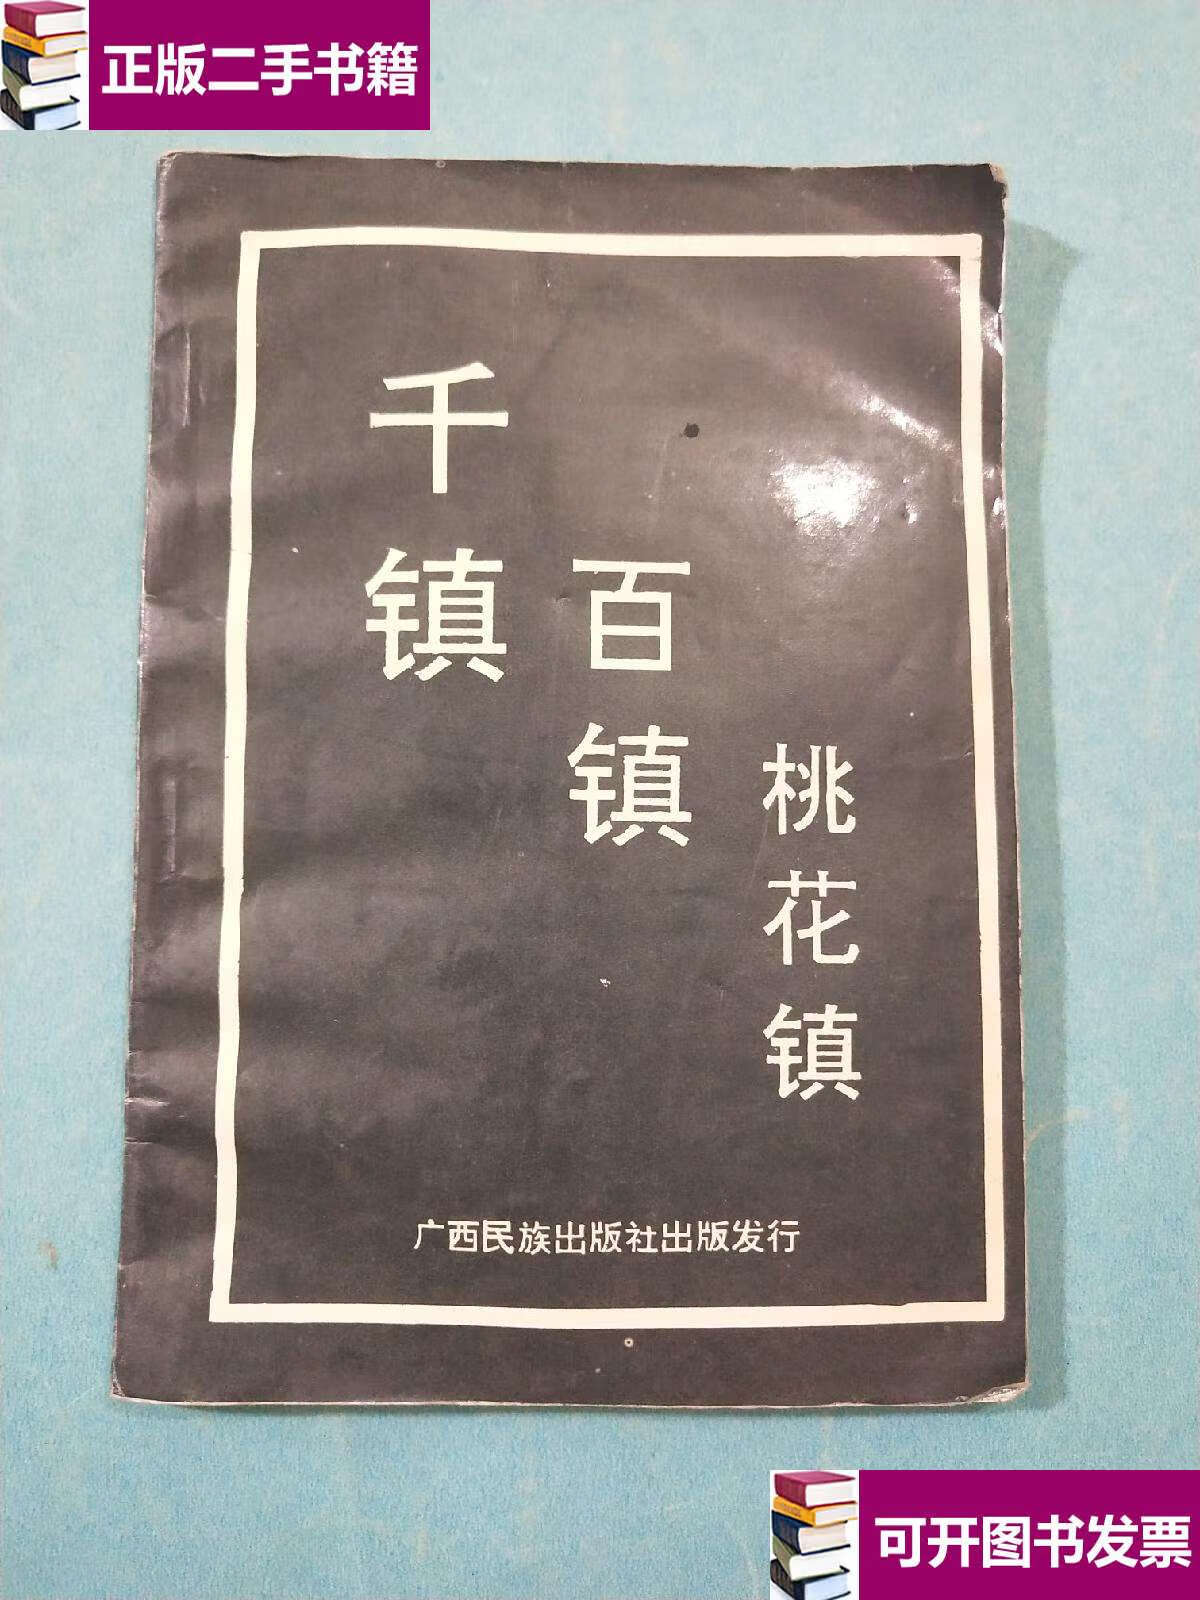 正版二手书籍
千镇
百镇
桃花镇
广西民族出版社出版发行
可开图书发票